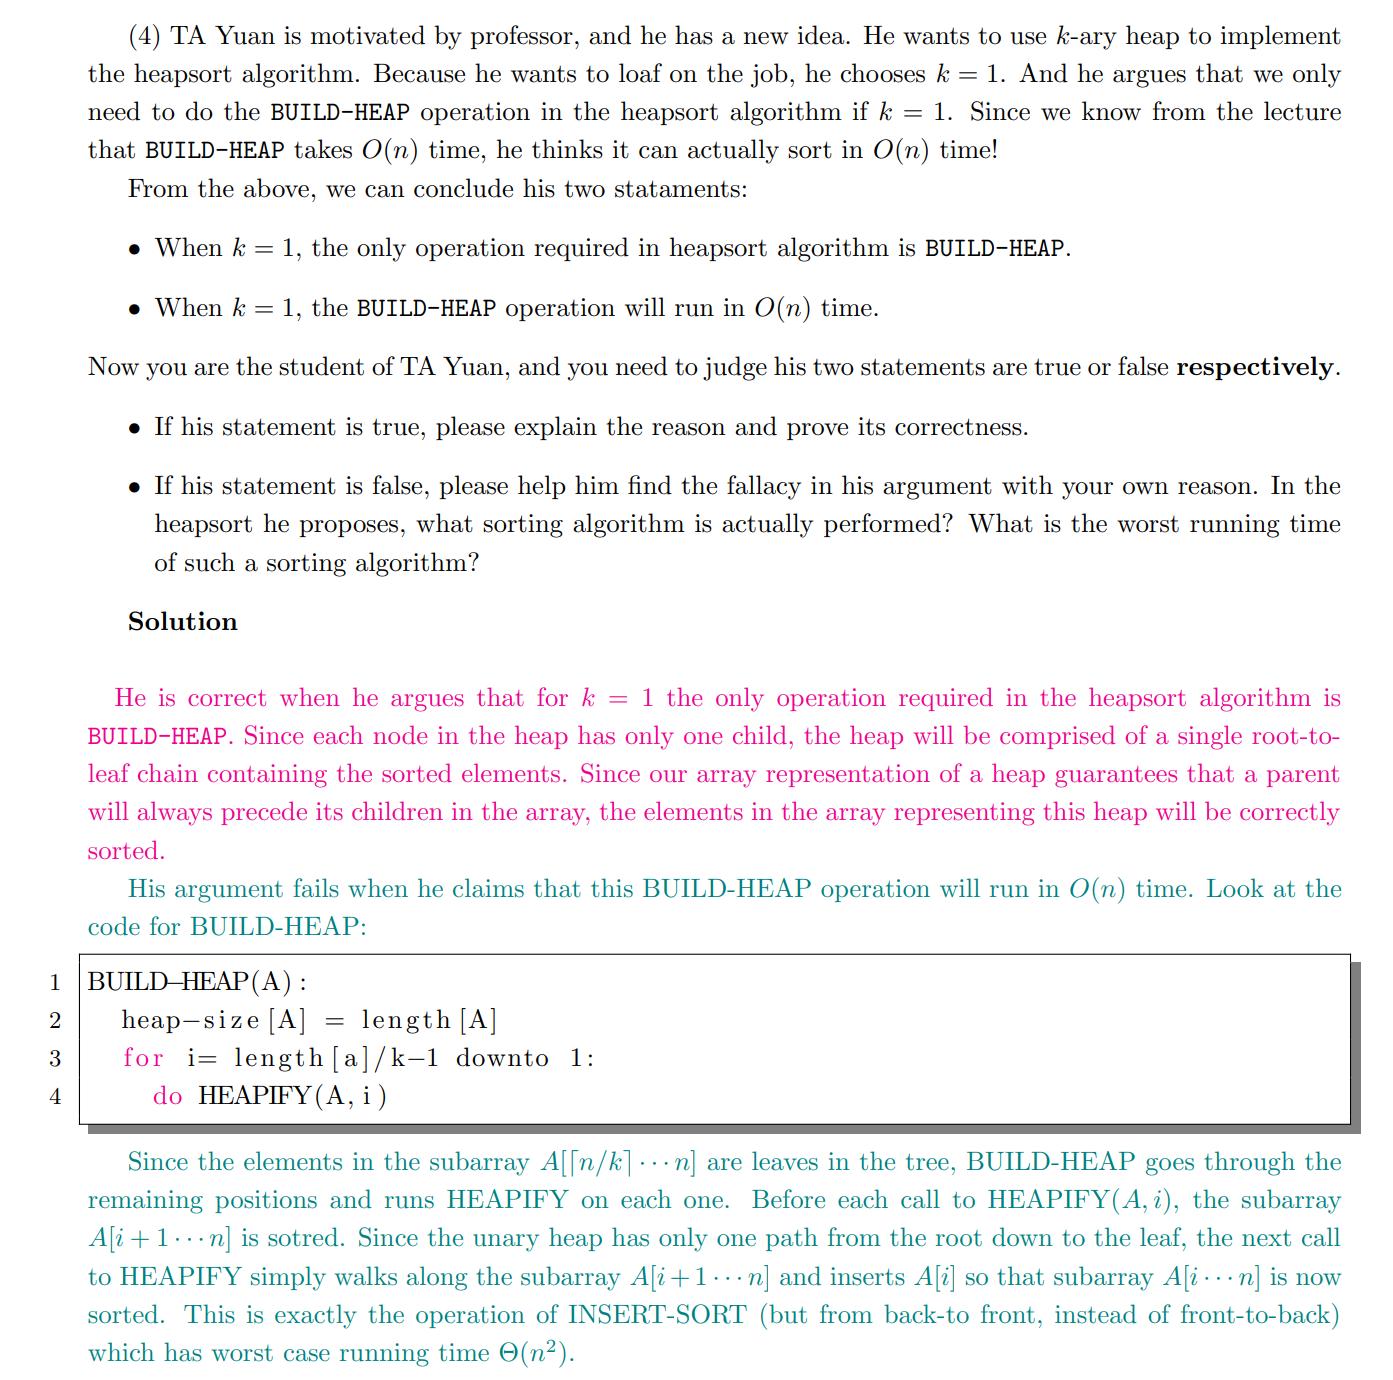 (4) TA Yuan is motivated by professor, and he has a new idea. He wants to use k-ary heap to implement
the heapsort algorithm. Because he wants to loaf on the job, he chooses k = 1. And he argues that we only
need to do the BUILD-HEAP operation in the heapsort algorithm if k = 1. Since we know from the lecture
that BUILD-HEAP takes O(n) time, he thinks it can actually sort in O(n) time!
From the above, we can conclude his two stataments:
• When k = 1, the only operation required in heapsort algorithm is BUILD-HEAP.
• When k = 1, the BUILD-HEAP operation will run in O(n) time.
Now you are the student of TA Yuan, and you need to judge his two statements are true or false respectively.
• If his statement is true, please explain the reason and prove its correctness.
• If his statement is false, please help him find the fallacy in his argument with your own reason. In the
heapsort he proposes, what sorting algorithm is actually performed? What is the worst running time
of such a sorting algorithm?
Solution
He is correct when he argues that for k = 1 the only operation required in the heapsort algorithm is
BUILD-HEAP. Since each node in the heap has only one child, the heap will be comprised of a single root-to-
leaf chain containing the sorted elements. Since our array representation of a heap guarantees that a parent
will always precede its children in the array, the elements in the array representing this heap will be correctly
sorted.
His argument fails when he claims that this BUILD-HEAP operation will run in O(n) time. Look at the
code for BUILD-HEAP:
1 BUILD-HEAP(A):
2 heap-size[A] = length[A]
3 for i= length[a]/k-1 downto 1:
4 do HEAPIFY(A,i)
Since the elements in the subarray A[⌈n/k⌉ ··· n] are leaves in the tree, BUILD-HEAP goes through the
remaining positions and runs HEAPIFY on each one. Before each call to HEAPIFY(A, i), the subarray
A[i + 1 ··· n] is sotred. Since the unary heap has only one path from the root down to the leaf, the next call
to HEAPIFY simply walks along the subarray A[i + 1 ··· n] and inserts A[i] so that subarray A[i ··· n] is now
sorted. This is exactly the operation of INSERT-SORT (but from back-to front, instead of front-to-back)
which has worst case running time Θ(n²).